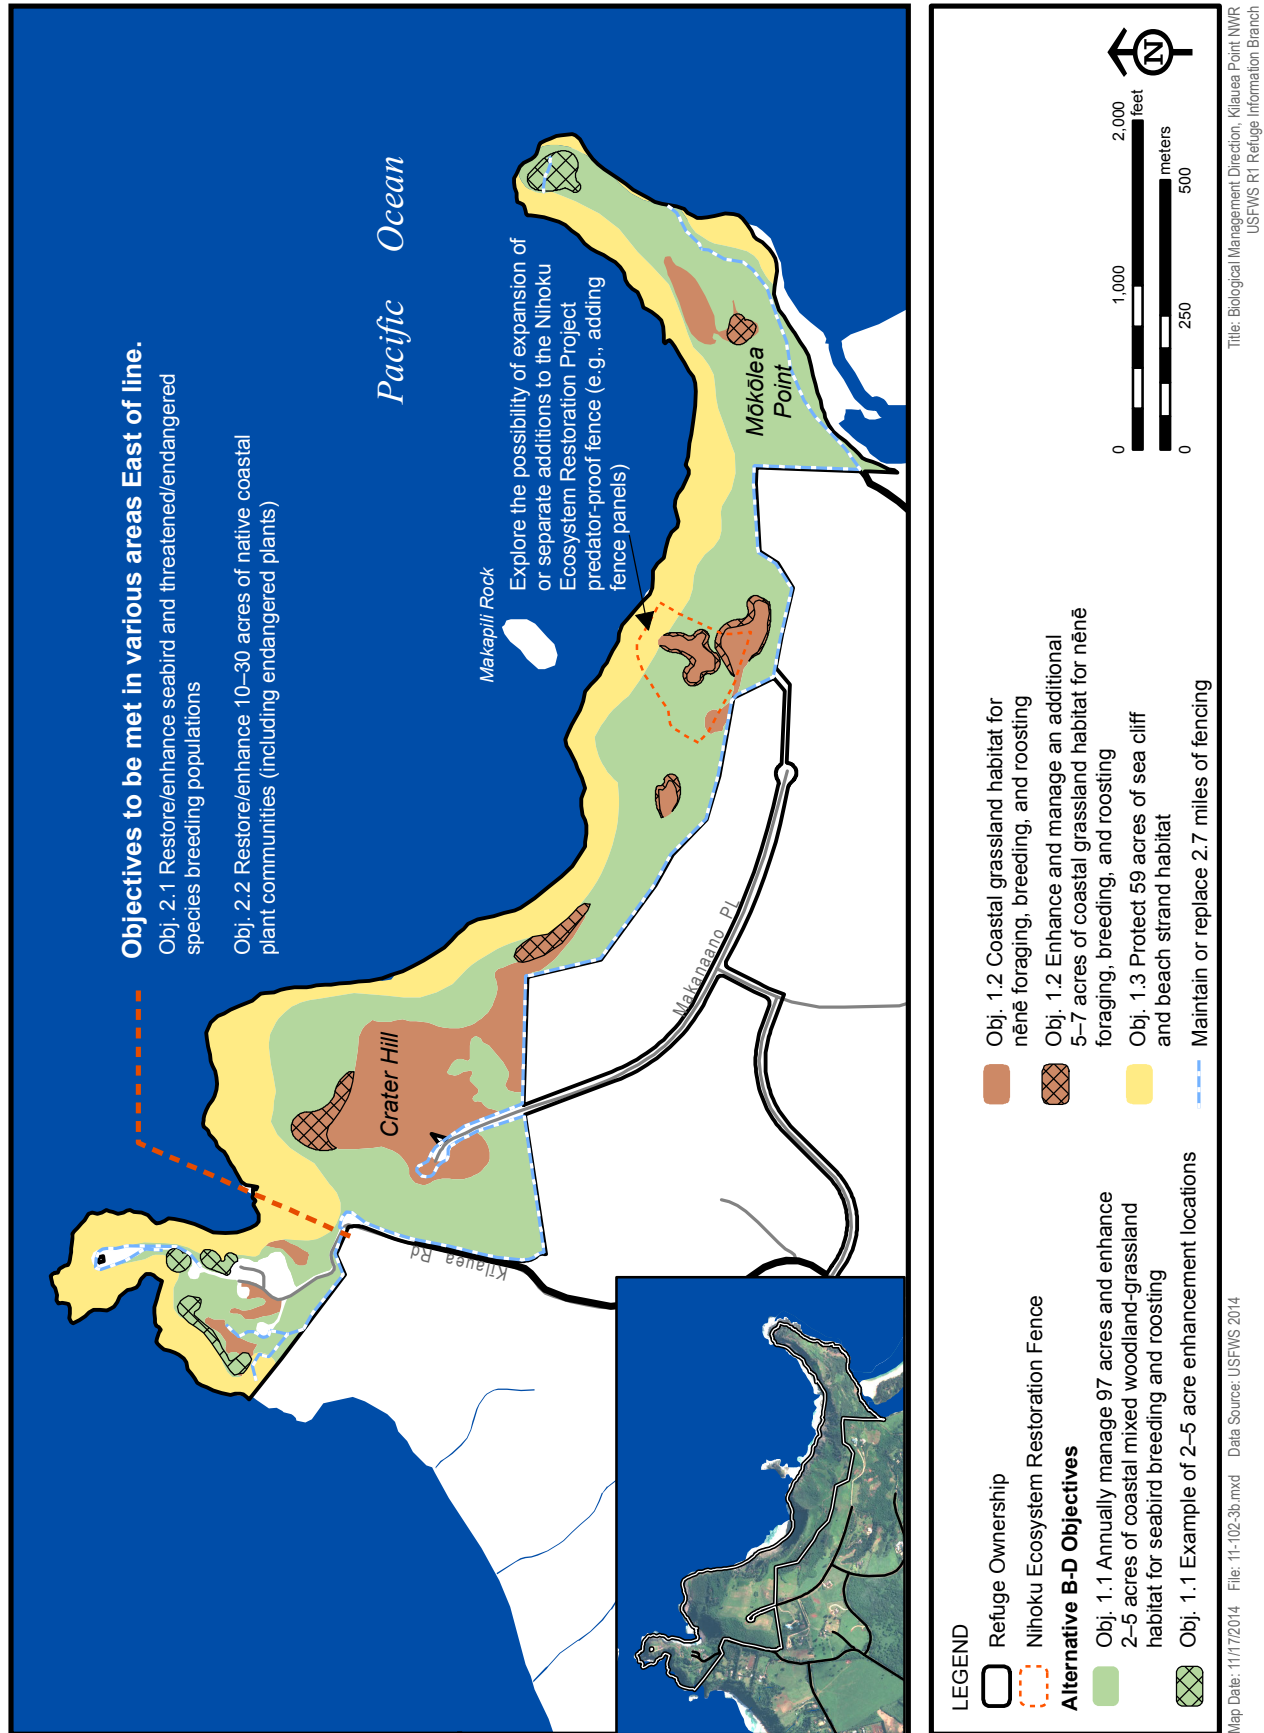 Objectives to be met in various areas East of line.
Obj. 2.1 Restore/enhance seabird and threatened/endangered
species breeding populations
Obj. 2.2 Restore/enhance 10–30 acres of native coastal
plant communities (including endangered plants)
Pacific Ocean
Makapili Rock
Explore the possibility of expansion of
or separate additions to the Nihoku
Ecosystem Restoration Project
predator-proof fence (e.g., adding
fence panels)
Crater Hill
Mōkōlea
Point
Kilauea Rd
Makanaano PL
LEGEND
Refuge Ownership
Nihoku Ecosystem Restoration Fence
Alternative B-D Objectives
Obj. 1.1 Annually manage 97 acres and enhance
2–5 acres of coastal mixed woodland-grassland
habitat for seabird breeding and roosting
Obj. 1.1 Example of 2–5 acre enhancement locations
Obj. 1.2 Coastal grassland habitat for
nēnē foraging, breeding, and roosting
Obj. 1.2 Enhance and manage an additional
5–7 acres of coastal grassland habitat for nēnē
foraging, breeding, and roosting
Obj. 1.3 Protect 59 acres of sea cliff
and beach strand habitat
Maintain or replace 2.7 miles of fencing
0 1,000 2,000
feet
meters
0 250 500
N
Map Date: 11/17/2014 File: 11-102-3b.mxd Data Source: USFWS 2014
Title: Biological Management Direction, Kilauea Point NWR
USFWS R1 Refuge Information Branch